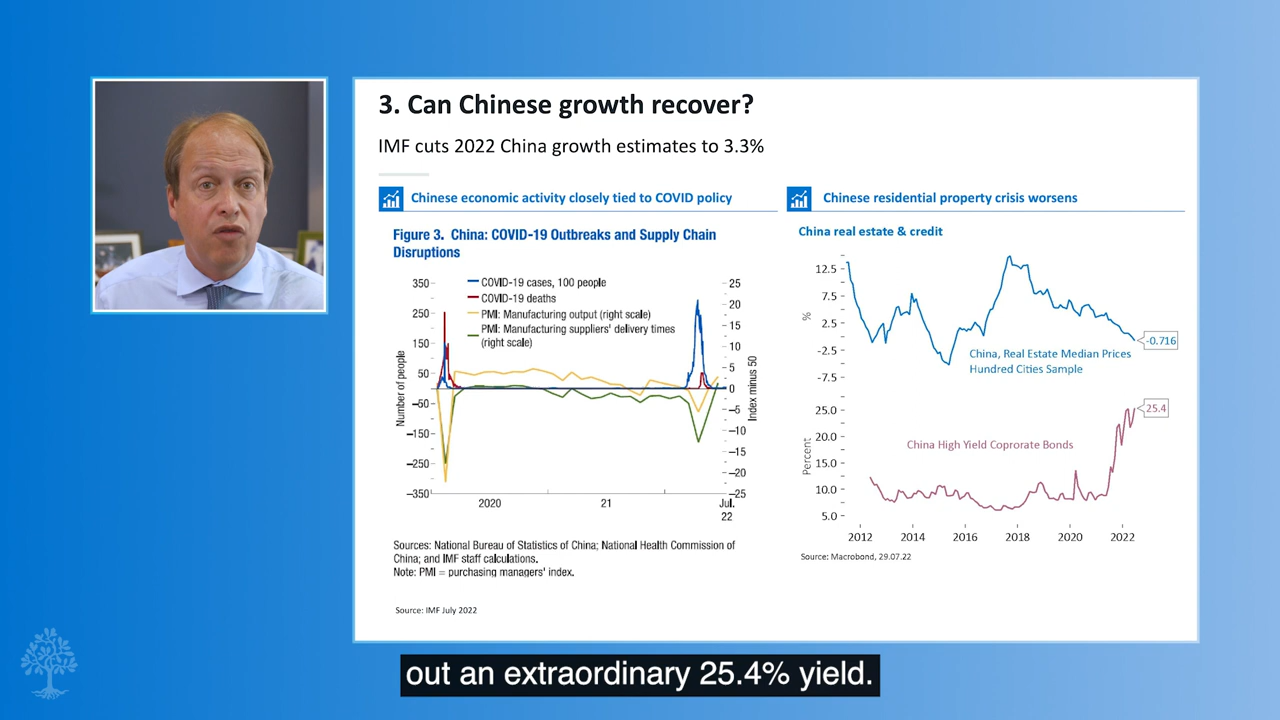 3. Can Chinese growth recover?
IMF cuts 2022 China growth estimates to 3.3%
Chinese economic activity closely tied to COVID policy
Figure 3. China: COVID-19 Outbreaks and Supply Chain
Disruptions
350
250
150
50
−50
−150
−250
−350
Number of people
COVID-19 cases, 100 people
COVID-19 deaths
PMI: Manufacturing output (right scale)
PMI: Manufacturing suppliers' delivery times
(right scale)
25
20
15
10
5
0
−5
−10
−15
−20
−25
Index minus 50
2020
21
Jul.
22
Sources: National Bureau of Statistics of China; National Health Commission of
China; and IMF staff calculations.
Note: PMI = purchasing managers' index.
Source: IMF July 2022
Chinese residential property crisis worsens
China real estate & credit
12.5
7.5
2.5
-2.5
-7.5
%
-0.716
China, Real Estate Median Prices
Hundred Cities Sample
25.0
20.0
15.0
10.0
5.0
Percent
25.4
China High Yield Coprorate Bonds
2012 2014 2016 2018 2020 2022
Source: Macrobond, 29.07.22
out an extraordinary 25.4% yield.